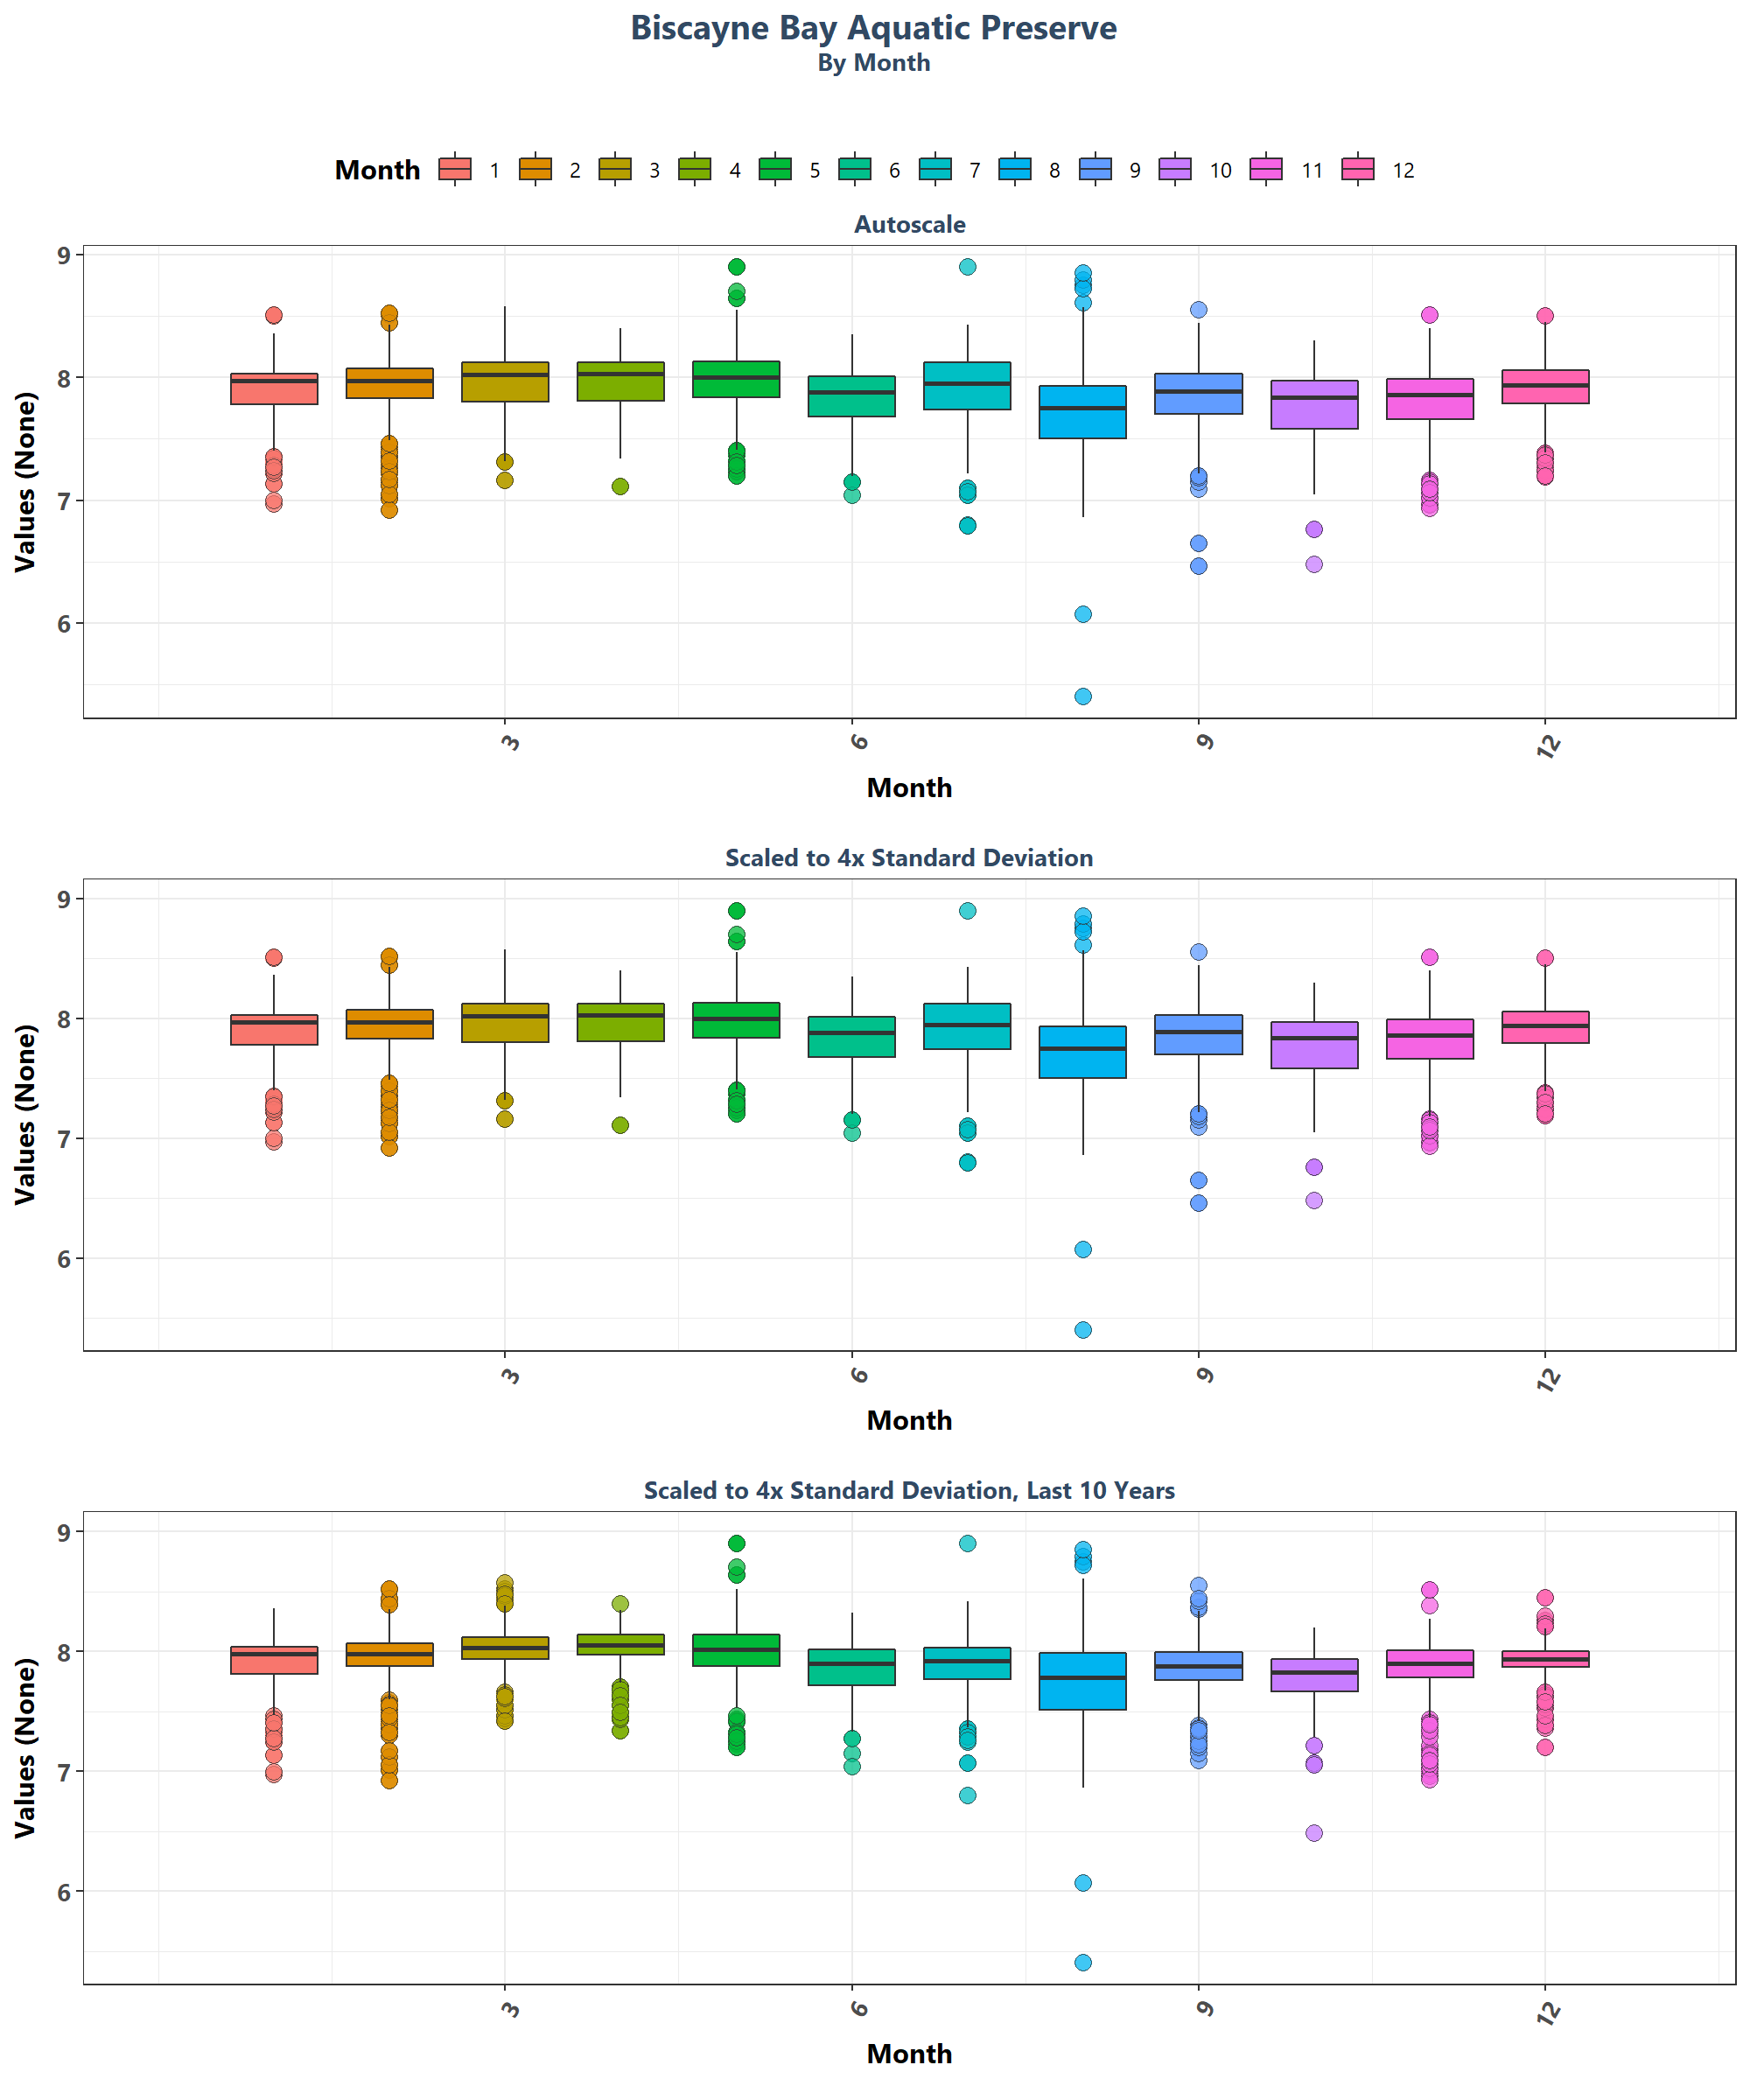 Biscayne Bay Aquatic Preserve
By Month
Month 1 2 3 4 5 6 7 8 9 10 11 12
Autoscale
9
8
7
6
Values (None)
3 6 9 12
Month
Scaled to 4x Standard Deviation
9
8
7
6
Values (None)
3 6 9 12
Month
Scaled to 4x Standard Deviation, Last 10 Years
9
8
7
6
Values (None)
3 6 9 12
Month